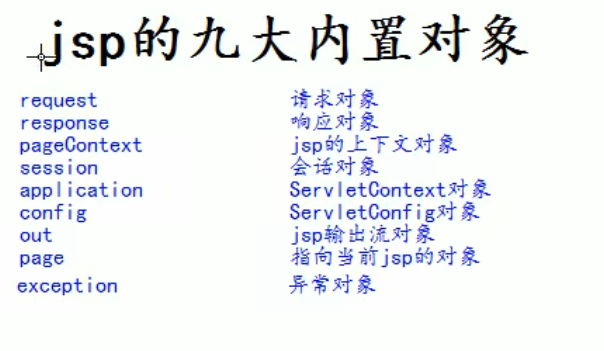 jsp的九大内置对象
request 请求对象
response 响应对象
pageContext jsp的上下文对象
session 会话对象
application ServletContext对象
config ServletConfig对象
out jsp输出流对象
page 指向当前jsp的对象
exception 异常对象